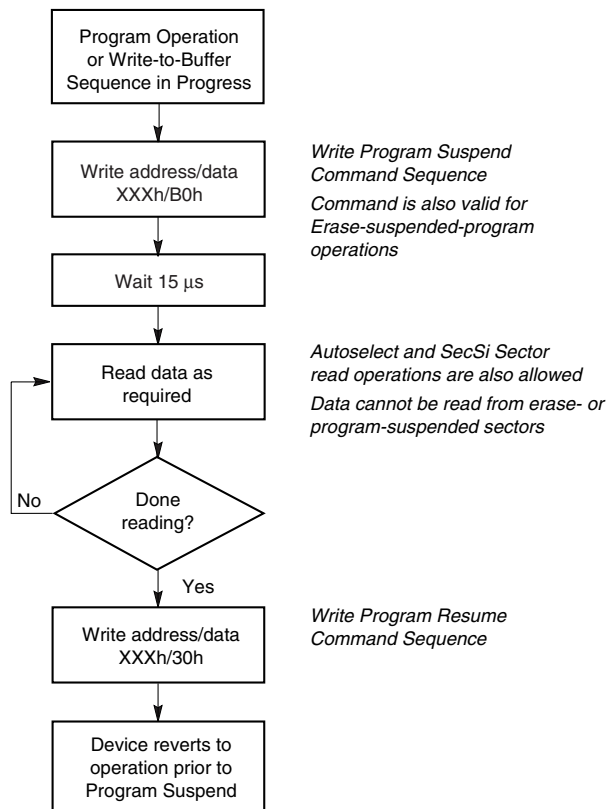 Program Operation
or Write-to-Buffer
Sequence in Progress
Write address/data
XXXh/B0h
Write Program Suspend
Command Sequence
Command is also valid for
Erase-suspended-program
operations
Wait 15 μs
Read data as
required
Autoselect and SecSi Sector
read operations are also allowed
Data cannot be read from erase- or
program-suspended sectors
Done
reading?
No
Yes
Write address/data
XXXh/30h
Write Program Resume
Command Sequence
Device reverts to
operation prior to
Program Suspend